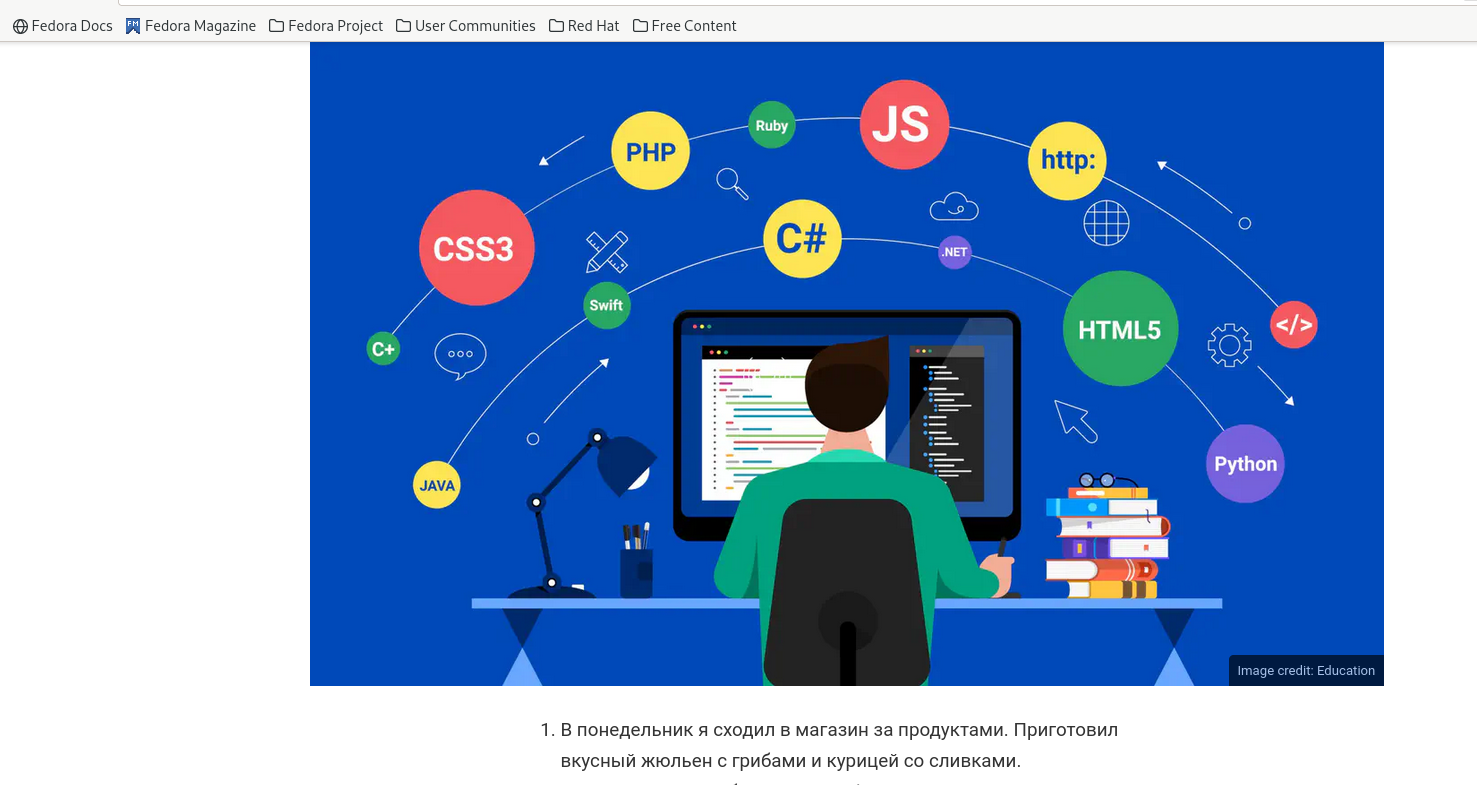 Fedora Docs Fedora Magazine Fedora Project User Communities Red Hat Free Content
JS
Ruby
PHP
http:
CSS3
C#
.NET
Swift
HTML5
</>
C+
Python
JAVA
Image credit: Education
1. В понедельник я сходил в магазин за продуктами. Приготовил
вкусный жюльен с грибами и курицей со сливками.